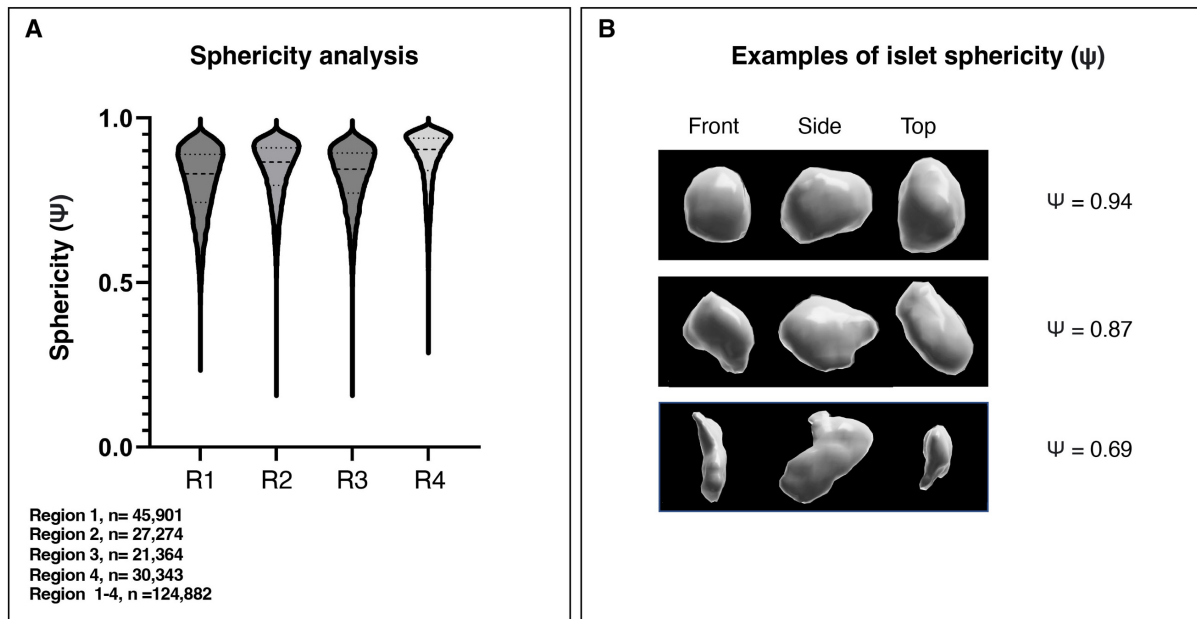 A
Sphericity analysis
Sphericity (Ψ)
1.0
0.5
0.0
R1 R2 R3 R4
Region 1, n= 45,901
Region 2, n= 27,274
Region 3, n= 21,364
Region 4, n= 30,343
Region  1-4, n =124,882
B
Examples of islet sphericity (ψ)
Front Side Top
Ψ = 0.94
Ψ = 0.87
Ψ = 0.69